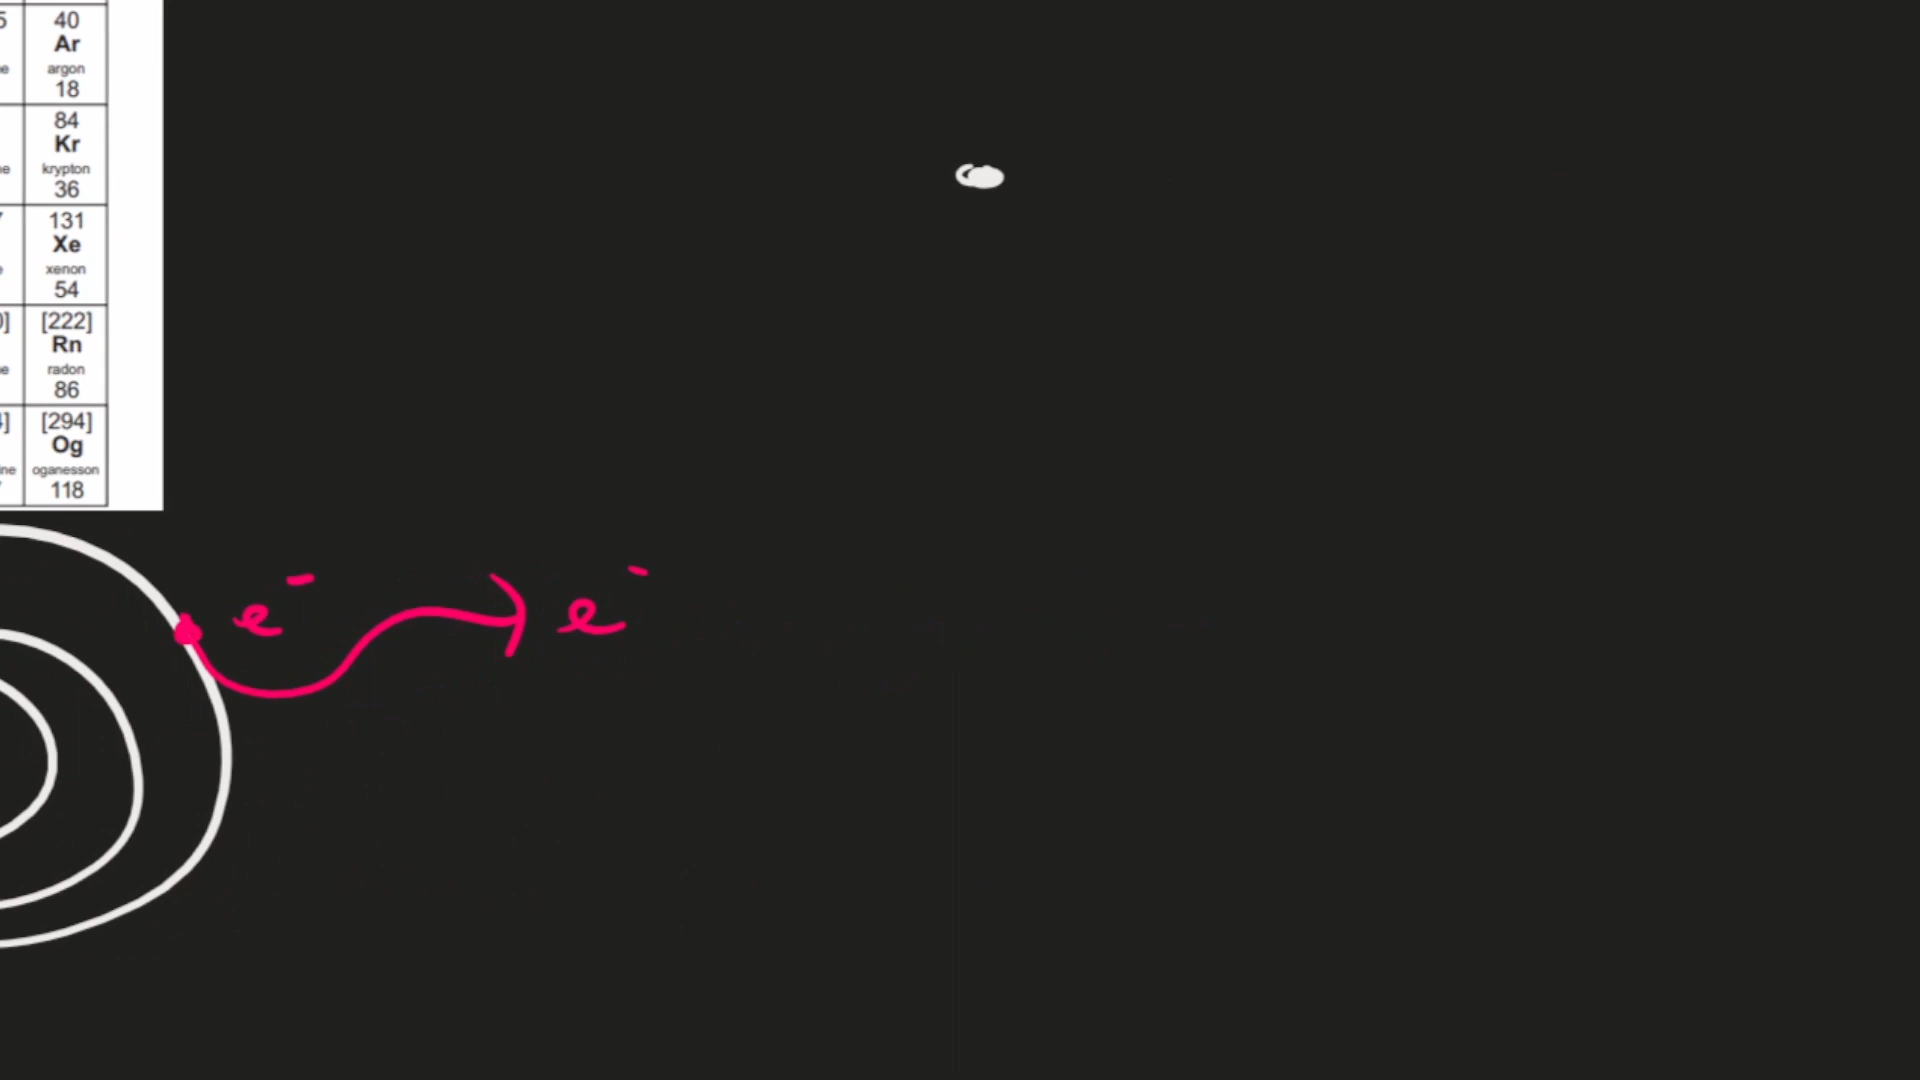 40
Ar
argon
18
84
Kr
krypton
36
131
Xe
xenon
54
[222]
Rn
radon
86
[294]
Og
oganesson
118
e⁻ e⁻